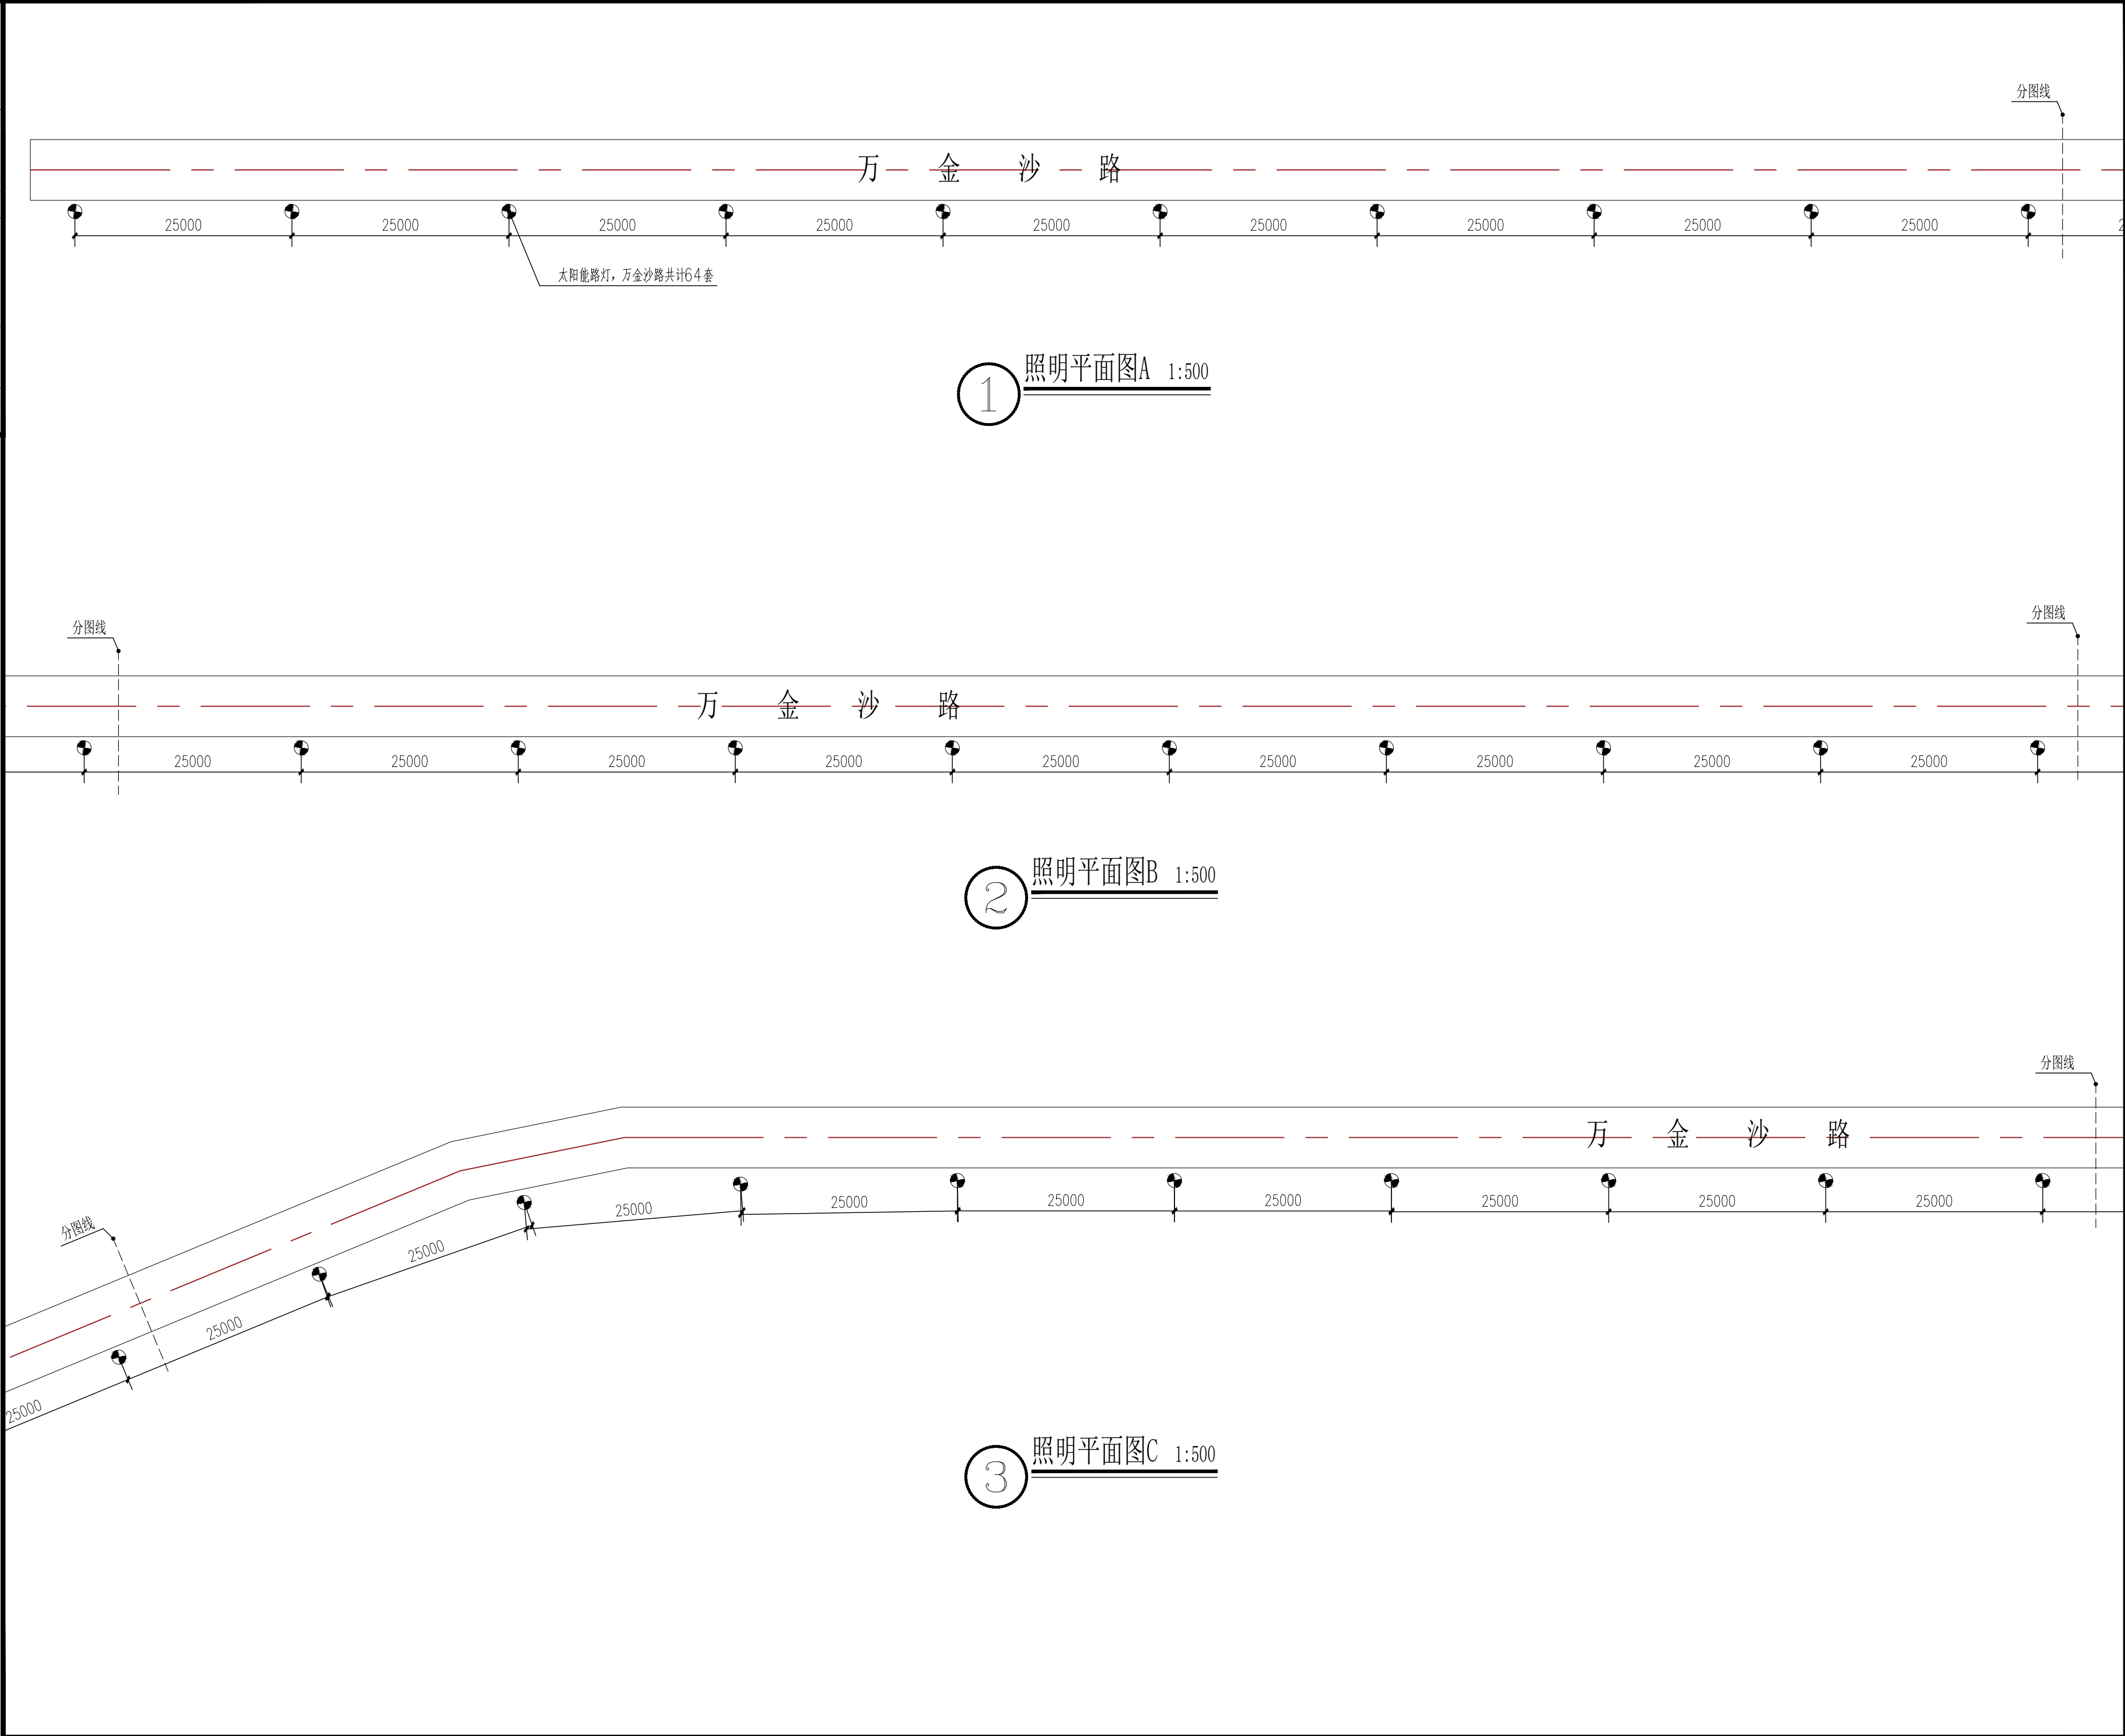 分图线
万金沙路
25000 25000 25000 25000 25000 25000 25000 25000 25000 2
太阳能路灯，万金沙路共计64套
1 照明平面图A 1:500
分图线 分图线
万金沙路
25000 25000 25000 25000 25000 25000 25000 25000 25000
2 照明平面图B 1:500
分图线
万金沙路
25000 25000 25000 25000 25000 25000 25000
25000
分图线
25000
25000
3 照明平面图C 1:500